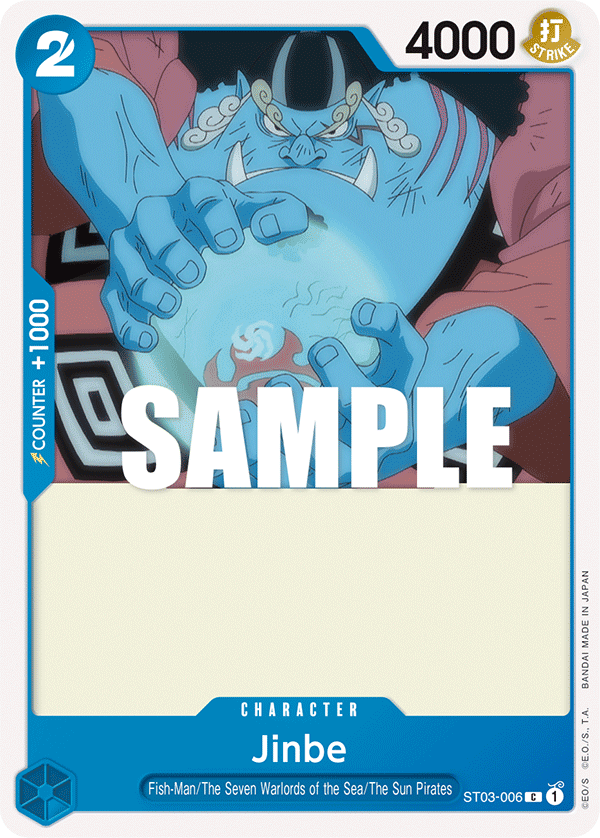 2
4000
打
STRIKE
COUNTER +1000
SAMPLE
CHARACTER
Jinbe
Fish-Man/The Seven Warlords of the Sea/The Sun Pirates
ST03-006 C 1
©E.O/S ©E.O./S., T.A. BANDAI MADE IN JAPAN